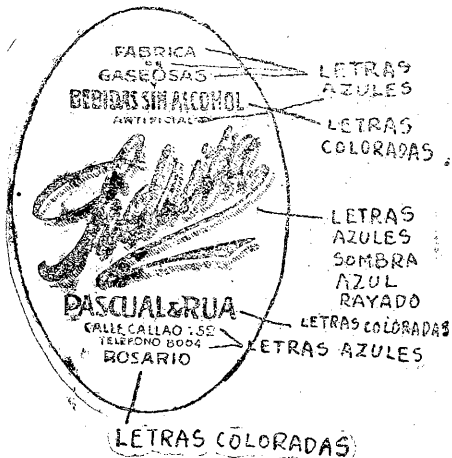 FABRICA
DE
GASEOSAS
BEBIDAS SIN ALCOHOL
ARTIFICIAL
PASCUAL & RUA
CALLE CALLAO 152
TELEFONO 8004
ROSARIO
LETRAS
AZULES
LETRAS
COLORADAS.
LETRAS
AZULES
SOMBRA
AZUL
RAYADO
LETRAS COLORADAS
LETRAS AZULES
LETRAS COLORADAS